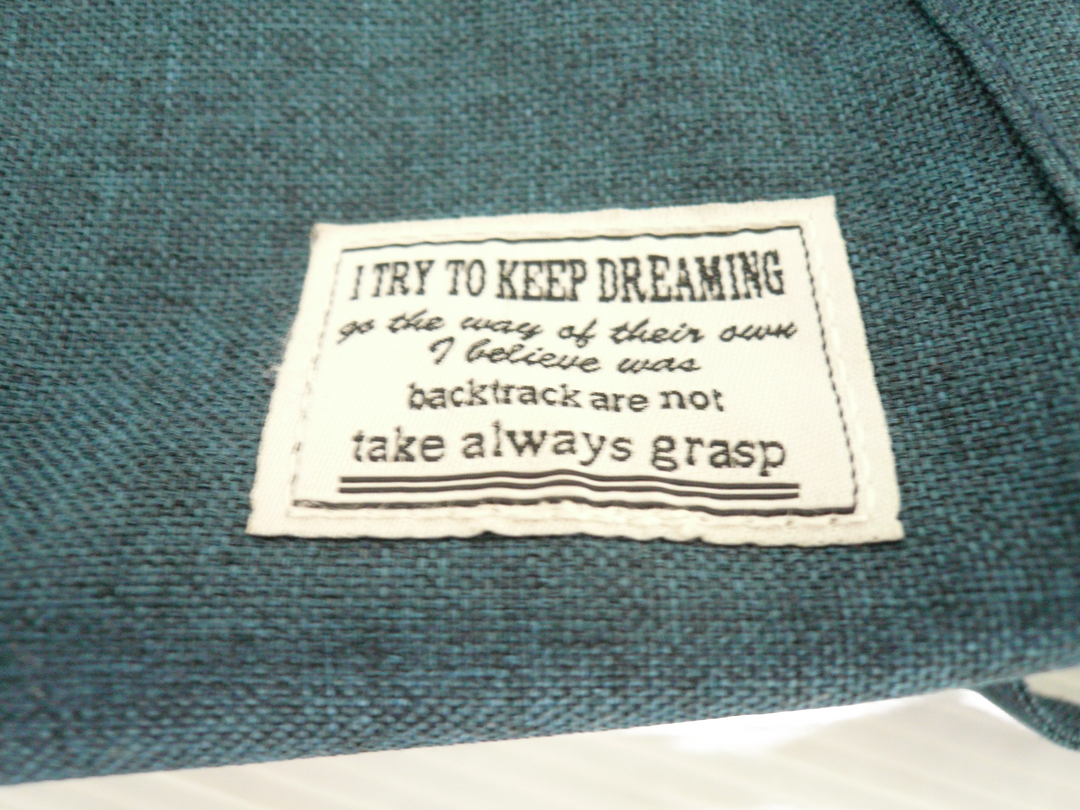 I TRY TO KEEP DREAMING
go the way of their own
I believe was
backtrack are not
take always grasp